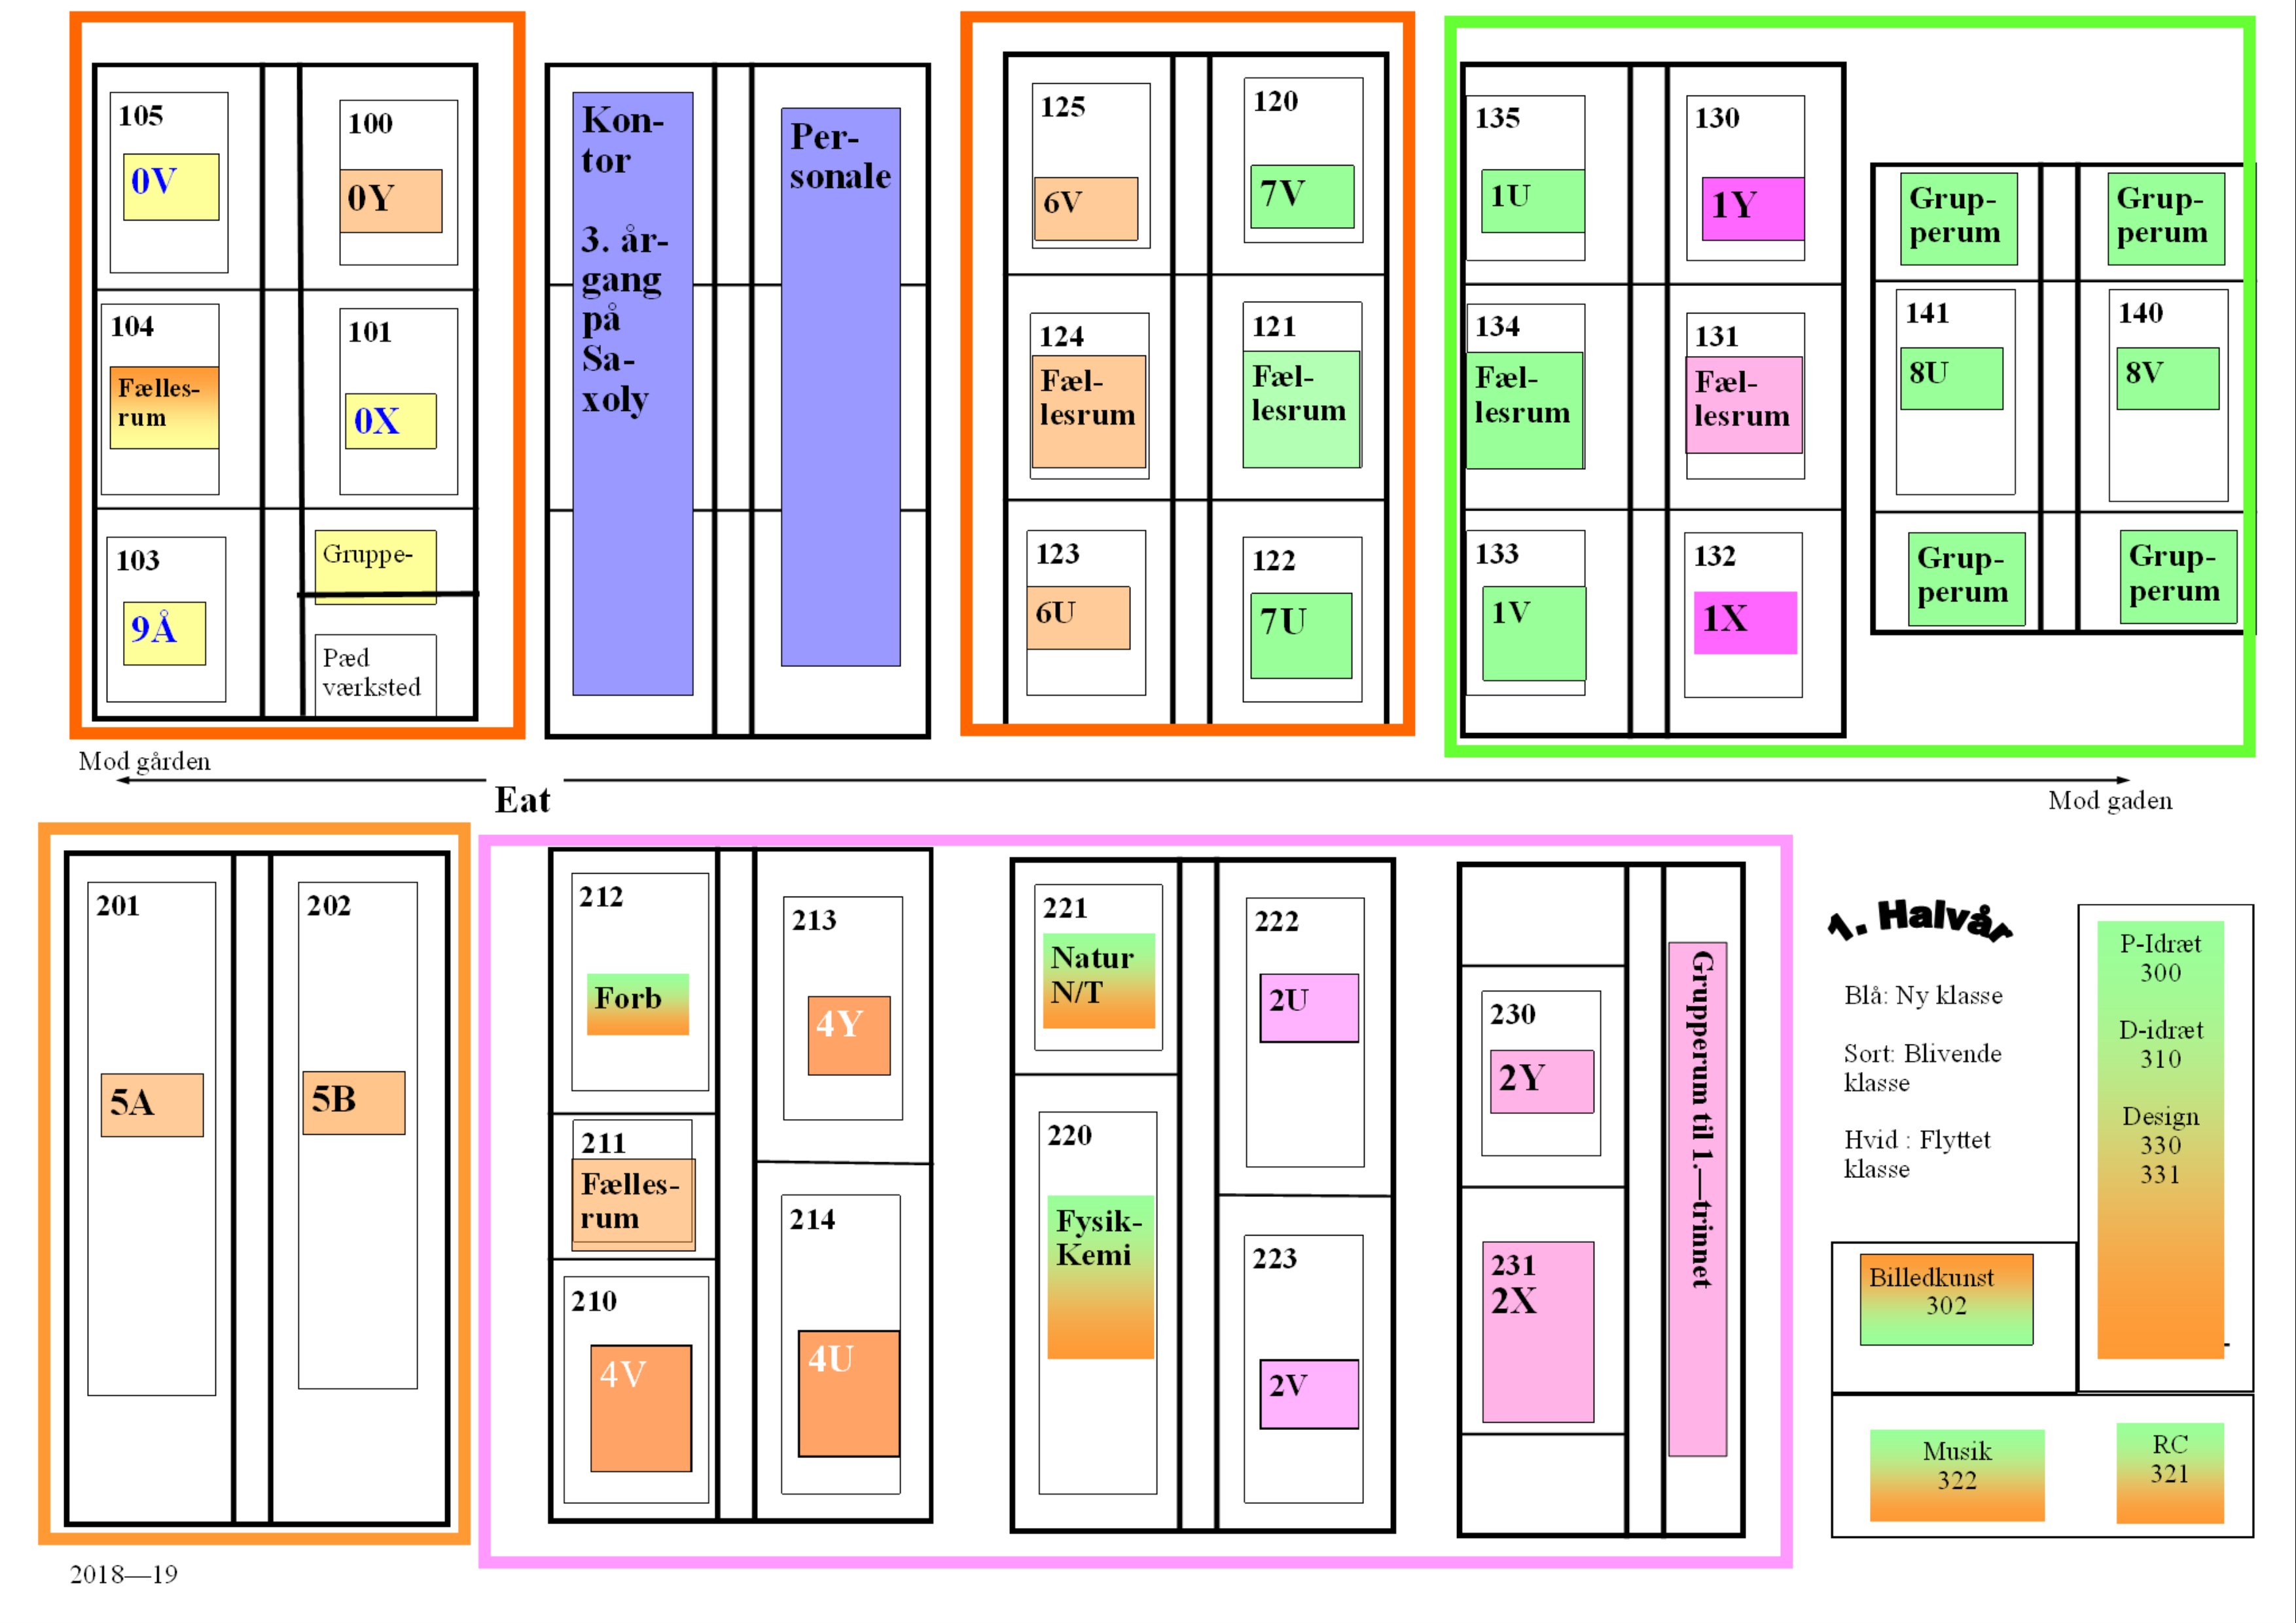 105
0V
100
0Y
104
Fælles-
rum
101
0X
103
9Å
Gruppe-
Pæd
værksted
Kon-
tor
3. år-
gang
på
Sa-
xoly
Per-
sonale
125
6V
120
7V
124
Fæl-
lesrum
121
Fæl-
lesrum
123
6U
122
7U
135
1U
130
1Y
134
Fæl-
lesrum
131
Fæl-
lesrum
133
1V
132
1X
Grup-
perum
Grup-
perum
141
8U
140
8V
Grup-
perum
Grup-
perum
Mod gården
Eat
Mod gaden
201
5A
202
5B
212
Forb
213
4Y
211
Fælles-
rum
210
4V
214
4U
221
Natur
N/T
222
2U
220
Fysik-
Kemi
223
2V
230
2Y
231
2X
Grupperum til 1.—trinnet
1. Halvår
Blå: Ny klasse
Sort: Blivende
klasse
Hvid : Flyttet
klasse
P-Idræt
300
D-idræt
310
Design
330
331
Billedkunst
302
Musik
322
RC
321
2018—19